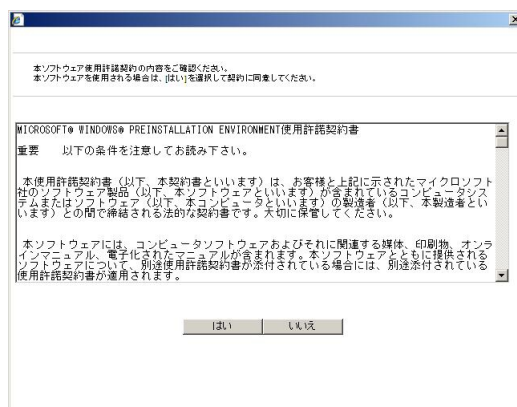 本ソフトウェア使用許諾契約の内容をご確認ください。
本ソフトウェアを使用される場合は、[はい]を選択して契約に同意してください。
MICROSOFT® WINDOWS® PREINSTALLATION ENVIRONMENT使用許諾契約書
重要　　以下の条件を注意してお読み下さい。
本使用許諾契約書（以下、本契約書といいます）は、お客様と上記に示されたマイクロソフト
社のソフトウェア製品（以下、本ソフトウェアといいます）が含まれているコンピュータシス
テムまたはソフトウェア（以下、本コンピュータといいます）の製造者（以下、本製造者とい
います）との間で締結される法的な契約書です。大切に保管してください。
本ソフトウェアには、コンピュータソフトウェアおよびそれに関連する媒体、印刷物、オンラ
インマニュアル、電子化されたマニュアルが含まれます。本ソフトウェアとともに提供される
ソフトウェアについて、別途使用許諾契約書が添付されている場合には、別途添付されている
使用許諾契約書が適用されます。
はい　いいえ